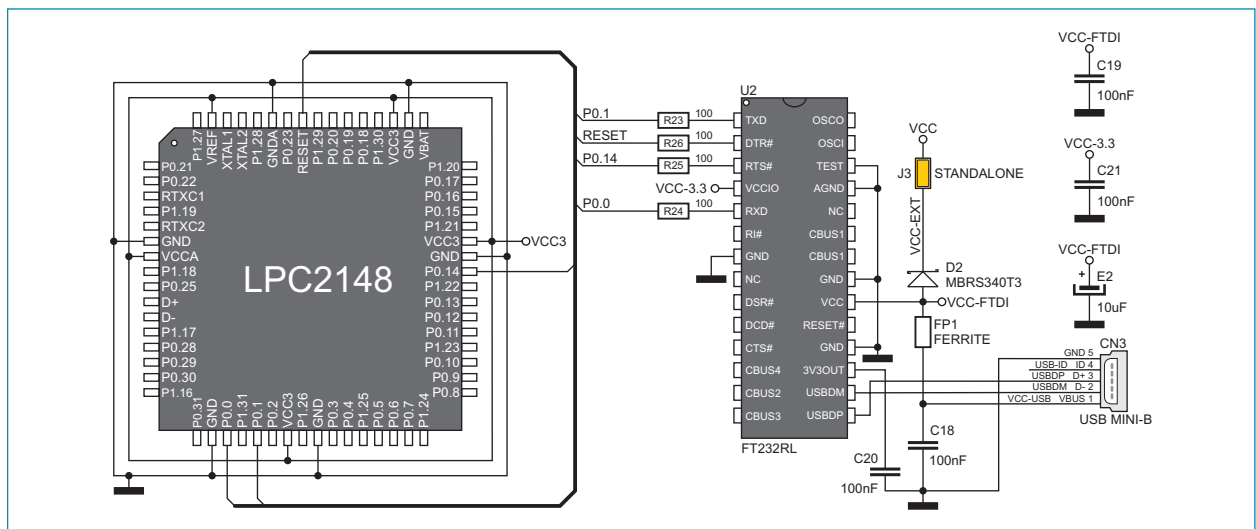 P1.27
VREF
XTAL1
XTAL2
P1.28
GNDA
P0.23
RESET
P1.29
P0.20
P0.19
P0.18
P1.30
VCC3
GND
VBAT
P0.21
P0.22
RTXC1
P1.19
RTXC2
GND
VCCA
P1.18
P0.25
D+
D-
P1.17
P0.28
P0.29
P0.30
P1.16
LPC2148
P1.20
P0.17
P0.16
P0.15
P1.21
VCC3
GND
P0.14
P1.22
P0.13
P0.12
P0.11
P1.23
P0.10
P0.9
P0.8
P0.31
GND
P0.0
P1.31
P0.1
P0.2
VCC3
P1.26
GND
P0.3
P0.4
P1.25
P0.5
P0.6
P0.7
P1.24
VCC3
P0.1
R23 100
RESET
R26 100
P0.14
R25 100
VCC-3.3
P0.0
R24 100
U2
TXD
DTR#
RTS#
VCCIO
RXD
RI#
GND
NC
DSR#
DCD#
CTS#
CBUS4
CBUS2
CBUS3
OSCO
OSCI
TEST
AGND
NC
CBUS1
CBUS1
GND
VCC
RESET#
GND
3V3OUT
USBDM
USBDP
FT232RL
VCC
J3 STANDALONE
VCC-EXT
D2
MBRS340T3
VCC-FTDI
FP1
FERRITE
C18
100nF
C20
100nF
VCC-FTDI
C19
100nF
VCC-3.3
C21
100nF
VCC-FTDI
+ E2
10uF
CN3
GND 5
USB-ID ID 4
USBDP D+ 3
USBDM D- 2
VCC-USB VBUS 1
USB MINI-B